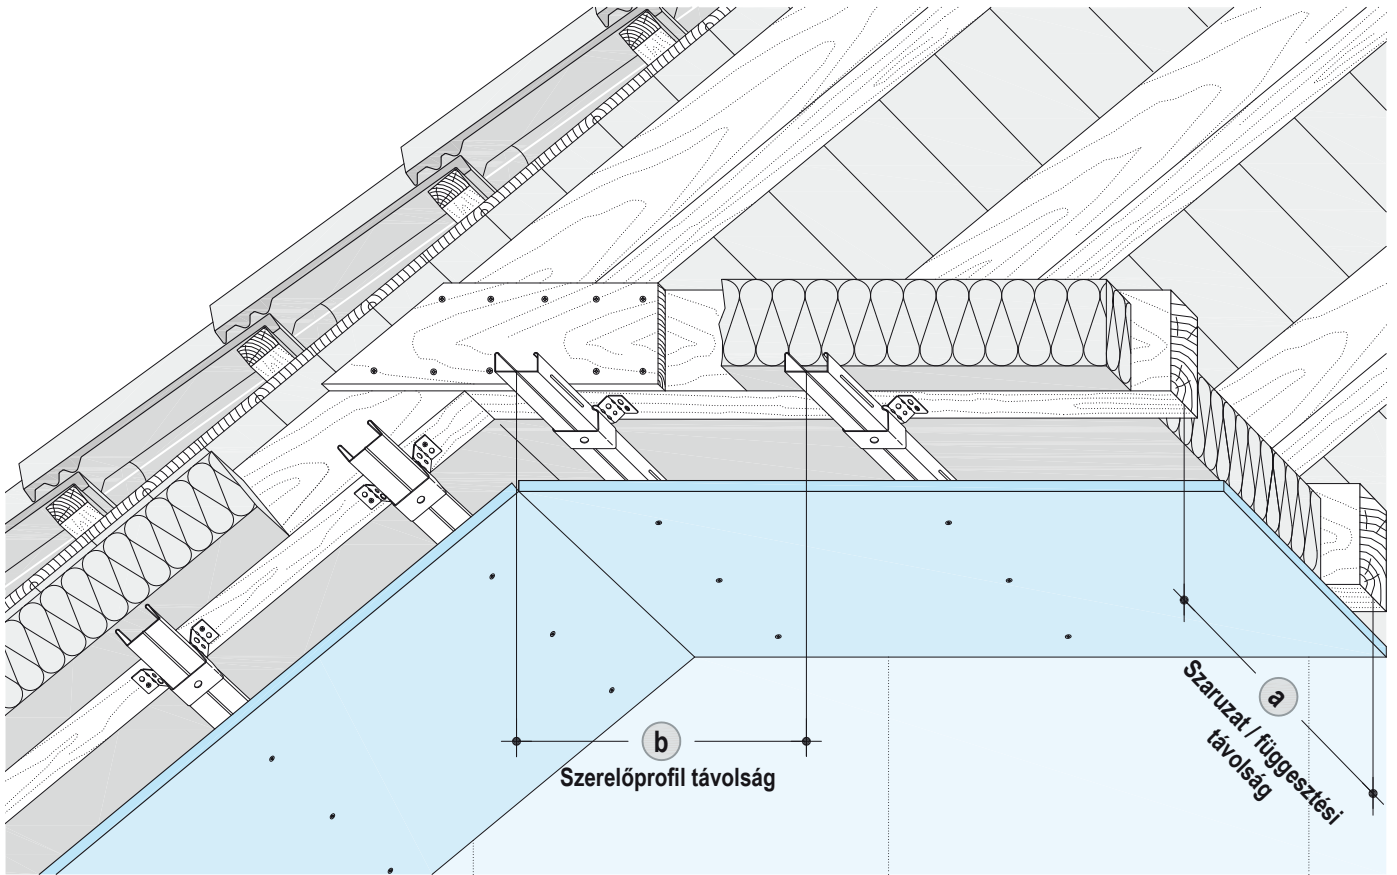 b
Szerelőprofil távolság
a
Szaruzat / függesztési
távolság